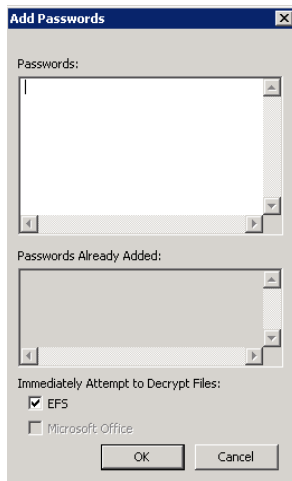 Add Passwords
Passwords:
Passwords Already Added:
Immediately Attempt to Decrypt Files:
EFS
Microsoft Office
OK Cancel